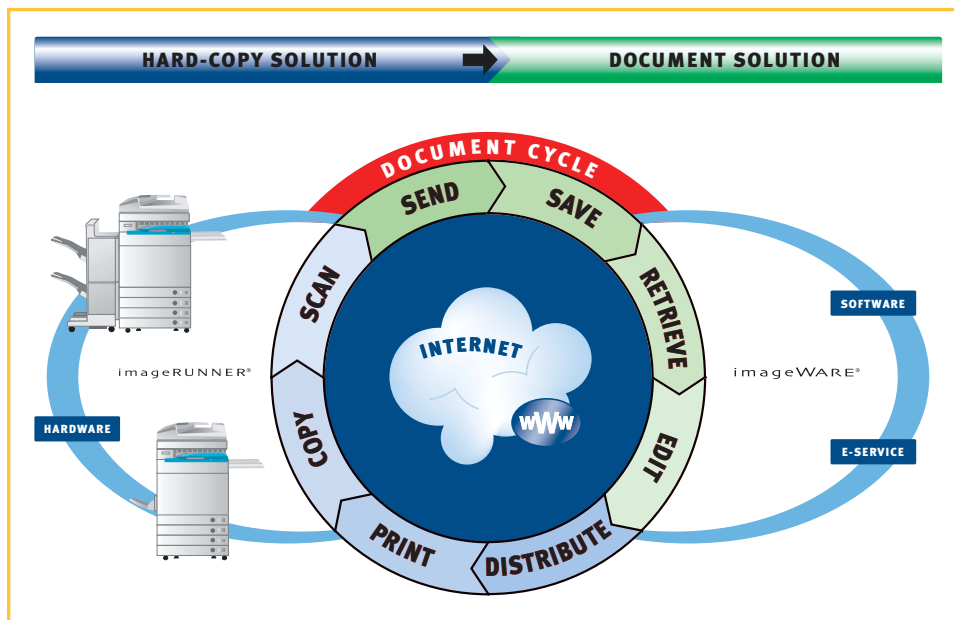 HARD-COPY SOLUTION
DOCUMENT SOLUTION
DOCUMENT CYCLE
SEND
SAVE
RETRIEVE
EDIT
DISTRIBUTE
PRINT
COPY
SCAN
INTERNET
wWw
imageRUNNER®
HARDWARE
imageWARE®
SOFTWARE
E-SERVICE